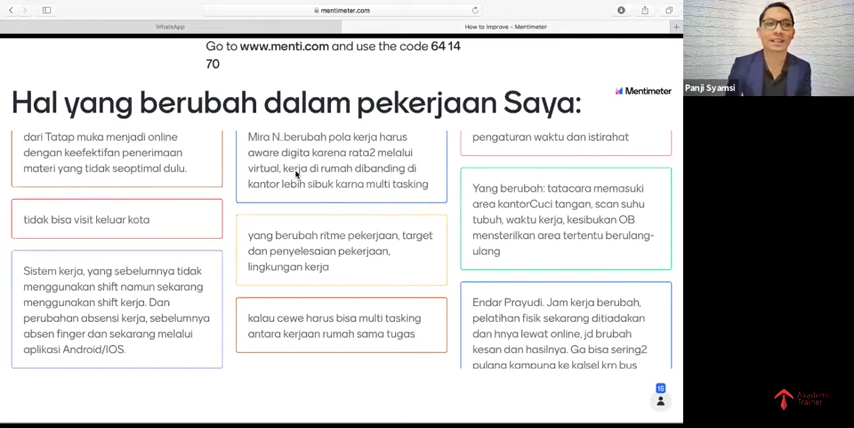 mentimeter.com
WhatsApp
How to Improve - Mentimeter
Go to www.menti.com and use the code 64 14
70
Hal yang berubah dalam pekerjaan Saya:
Mentimeter
dari Tatap muka menjadi online
dengan keefektifan penerimaan
materi yang tidak seoptimal dulu.
tidak bisa visit keluar kota
Sistem kerja, yang sebelumnya tidak
menggunakan shift namun sekarang
menggunakan shift kerja. Dan
perubahan absensi kerja, sebelumnya
absen finger dan sekarang melalui
aplikasi Android/IOS.
Mira N..berubah pola kerja harus
aware digita karena rata2 melalui
virtual, kerja di rumah dibanding di
kantor lebih sibuk karna multi tasking
yang berubah ritme pekerjaan, target
dan penyelesaian pekerjaan,
lingkungan kerja
kalau cewe harus bisa multi tasking
antara kerjaan rumah sama tugas
pengaturan waktu dan istirahat
Yang berubah: tatacara memasuki
area kantorCuci tangan, scan suhu
tubuh, waktu kerja, kesibukan OB
mensterilkan area tertentu berulang-
ulang
Endar Prayudi. Jam kerja berubah,
pelatihan fisik sekarang ditiadakan
dan hnya lewat online, jd brubah
kesan dan hasilnya. Ga bisa sering2
pulang kampung ke kalsel krn bus
15
Panji Syamsi
Akademi
Trainer